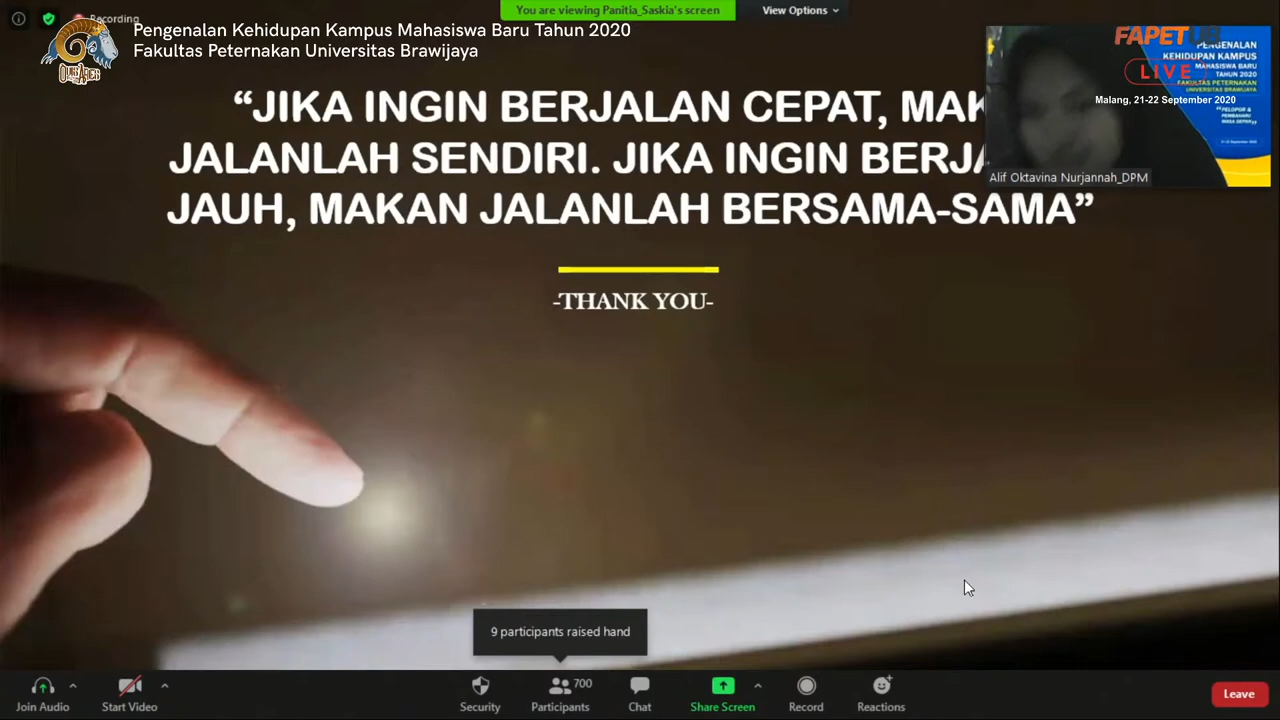 Recording
You are viewing Panitia_Saskia's screen
View Options
Pengenalan Kehidupan Kampus Mahasiswa Baru Tahun 2020
Fakultas Peternakan Universitas Brawijaya
FAPET
LIVE
Malang, 21-22 September 2020
PENGENALAN
KEHIDUPAN KAMPUS
MAHASISWA BARU
TAHUN 2020
FAKULTAS PETERNAKAN
UNIVERSITAS BRAWIJAYA
Alif Oktavina Nurjannah_DPM
“JIKA INGIN BERJALAN CEPAT, MAK
JALANLAH SENDIRI. JIKA INGIN BERJA
JAUH, MAKAN JALANLAH BERSAMA-SAMA”
-THANK YOU-
9 participants raised hand
Join Audio
Start Video
Security
700
Participants
Chat
Share Screen
Record
Reactions
Leave